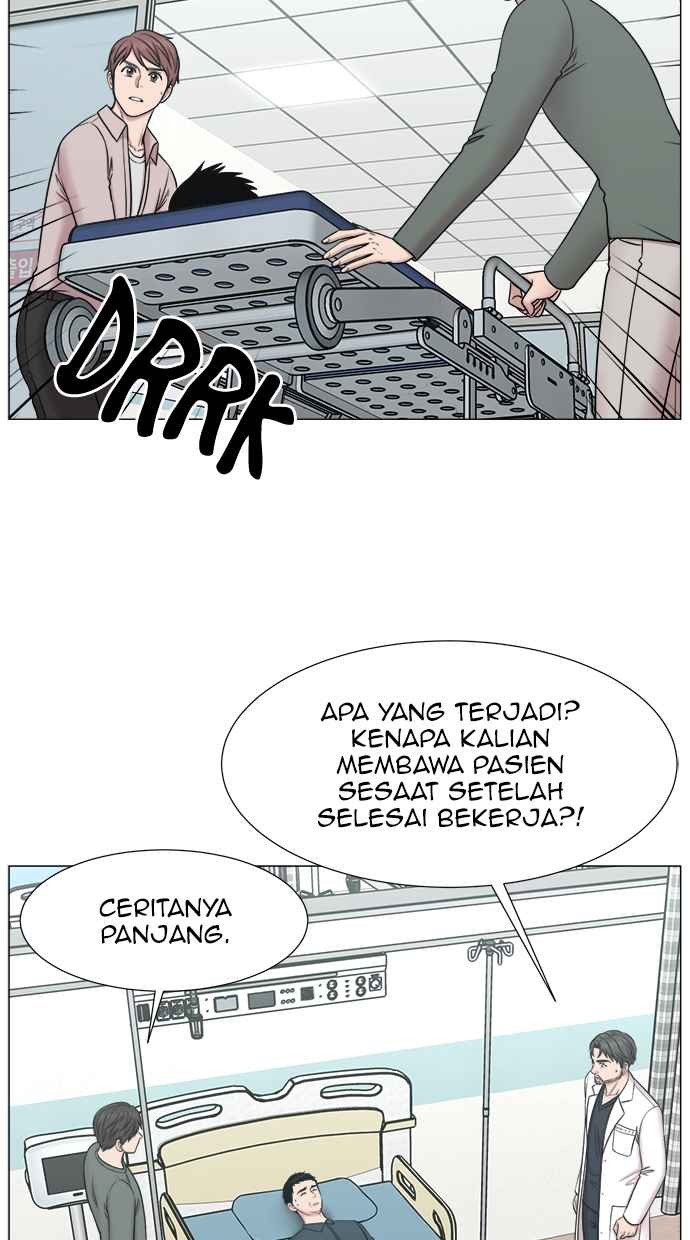 DRRK
APA YANG TERJADI?
KENAPA KALIAN
MEMBAWA PASIEN
SESAAT SETELAH
SELESAI BEKERJA?!
CERITANYA
PANJANG.